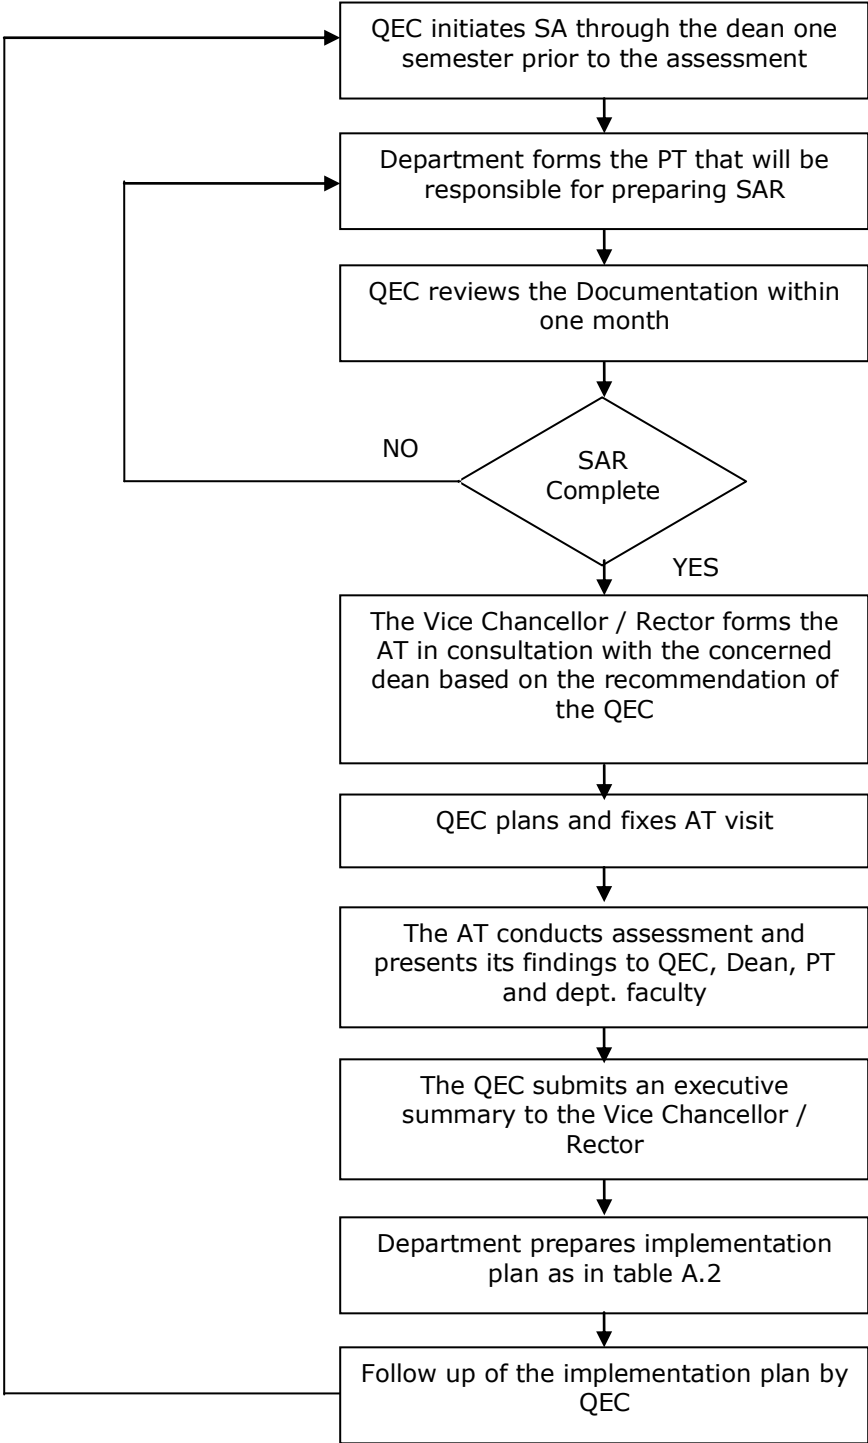 QEC initiates SA through the dean one
semester prior to the assessment
Department forms the PT that will be
responsible for preparing SAR
QEC reviews the Documentation within
one month
NO
SAR
Complete
YES
The Vice Chancellor / Rector forms the
AT in consultation with the concerned
dean based on the recommendation of
the QEC
QEC plans and fixes AT visit
The AT conducts assessment and
presents its findings to QEC, Dean, PT
and dept. faculty
The QEC submits an executive
summary to the Vice Chancellor /
Rector
Department prepares implementation
plan as in table A.2
Follow up of the implementation plan by
QEC